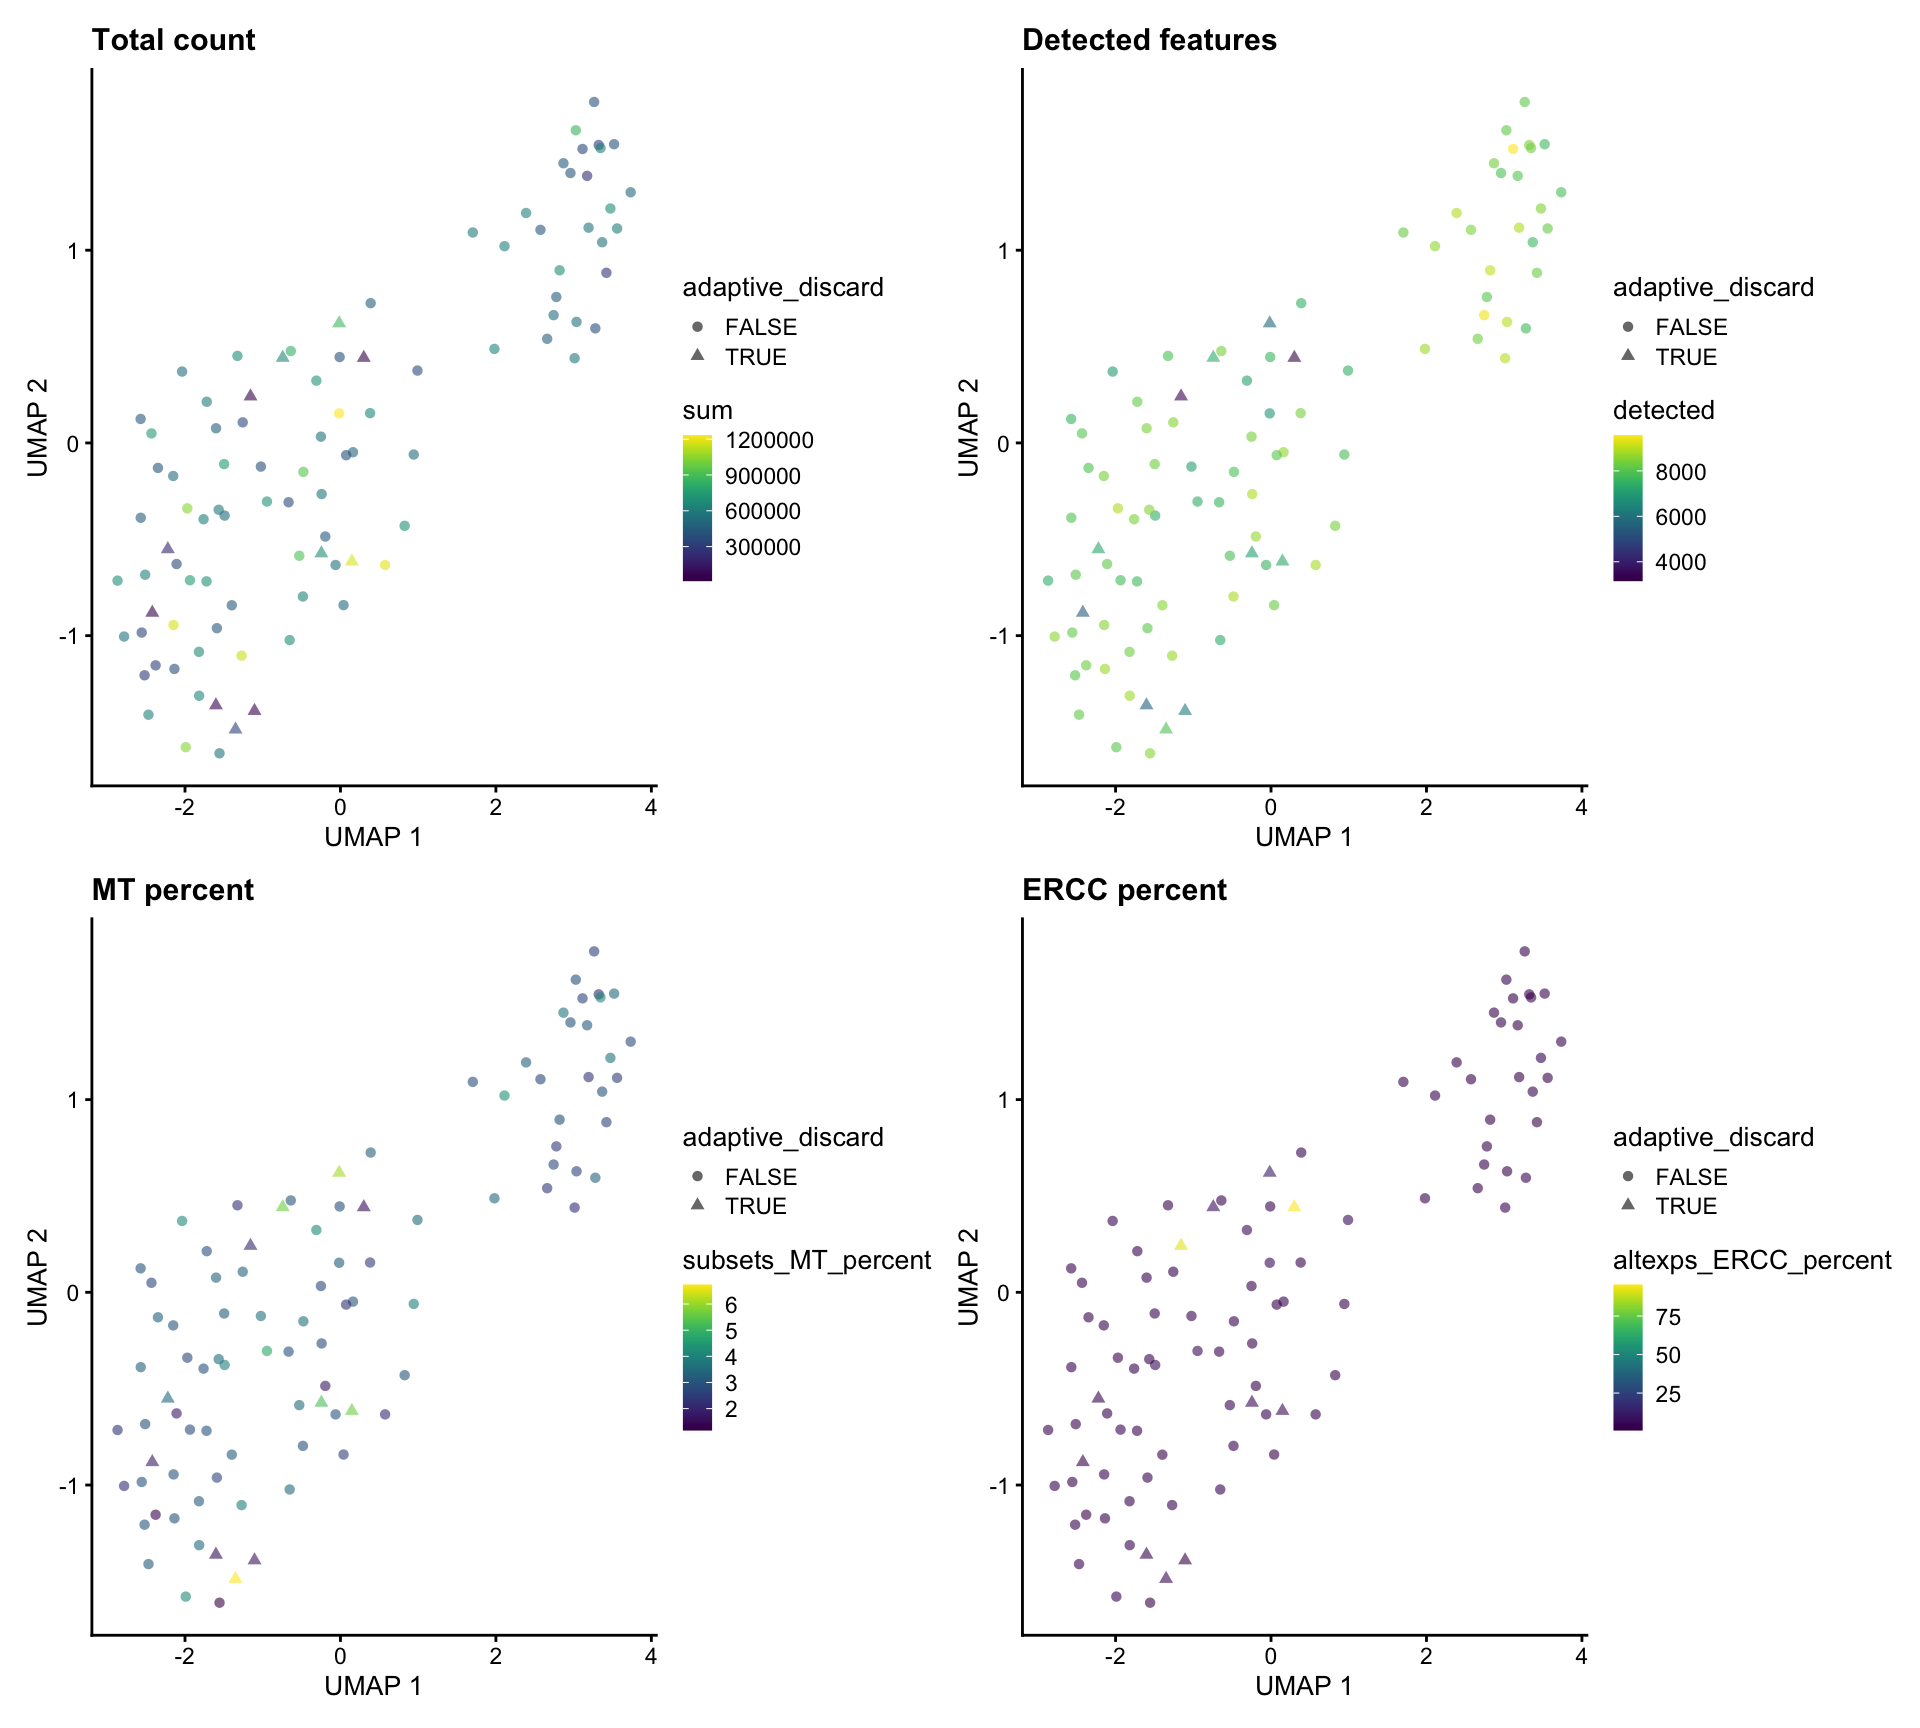 Total count
UMAP 2
1
0
-1
-2
0
2
4
UMAP 1
adaptive_discard
FALSE
TRUE
sum
1200000
900000
600000
300000
Detected features
UMAP 2
1
0
-1
-2
0
2
4
UMAP 1
adaptive_discard
FALSE
TRUE
detected
8000
6000
4000
MT percent
UMAP 2
1
0
-1
-2
0
2
4
UMAP 1
adaptive_discard
FALSE
TRUE
subsets_MT_percent
6
5
4
3
2
ERCC percent
UMAP 2
1
0
-1
-2
0
2
4
UMAP 1
adaptive_discard
FALSE
TRUE
altexps_ERCC_percent
75
50
25